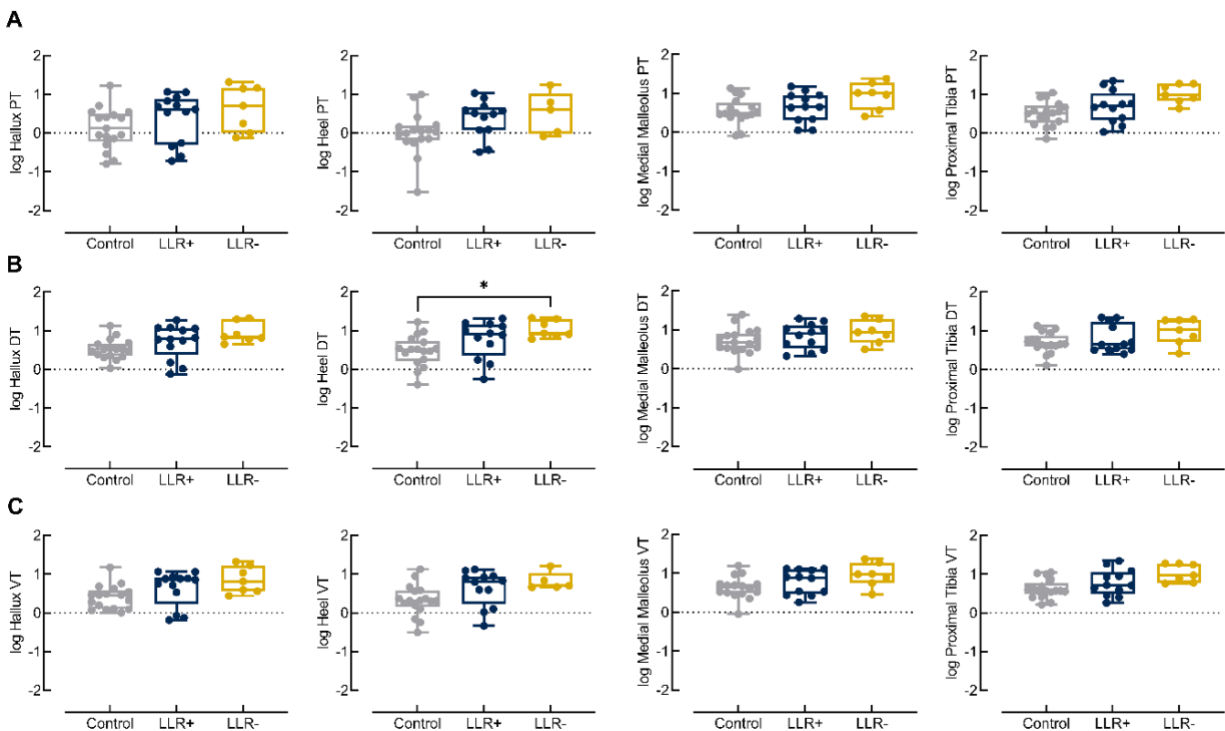 A
log Hallux PT
2
1
0
-1
-2
Control LLR+ LLR-
log Heel PT
2
1
0
-1
-2
Control LLR+ LLR-
log Medial Malleolus PT
2
1
0
-1
-2
Control LLR+ LLR-
log Proximal Tibia PT
2
1
0
-1
-2
Control LLR+ LLR-
B
log Hallux DT
2
1
0
-1
-2
Control LLR+ LLR-
log Heel DT
2
1
0
-1
-2
*
Control LLR+ LLR-
log Medial Malleolus DT
2
1
0
-1
-2
Control LLR+ LLR-
log Proximal Tibia DT
2
1
0
-1
-2
Control LLR+ LLR-
C
log Hallux VT
2
1
0
-1
-2
Control LLR+ LLR-
log Heel VT
2
1
0
-1
-2
Control LLR+ LLR-
log Medial Malleolus VT
2
1
0
-1
-2
Control LLR+ LLR-
log Proximal Tibia VT
2
1
0
-1
-2
Control LLR+ LLR-